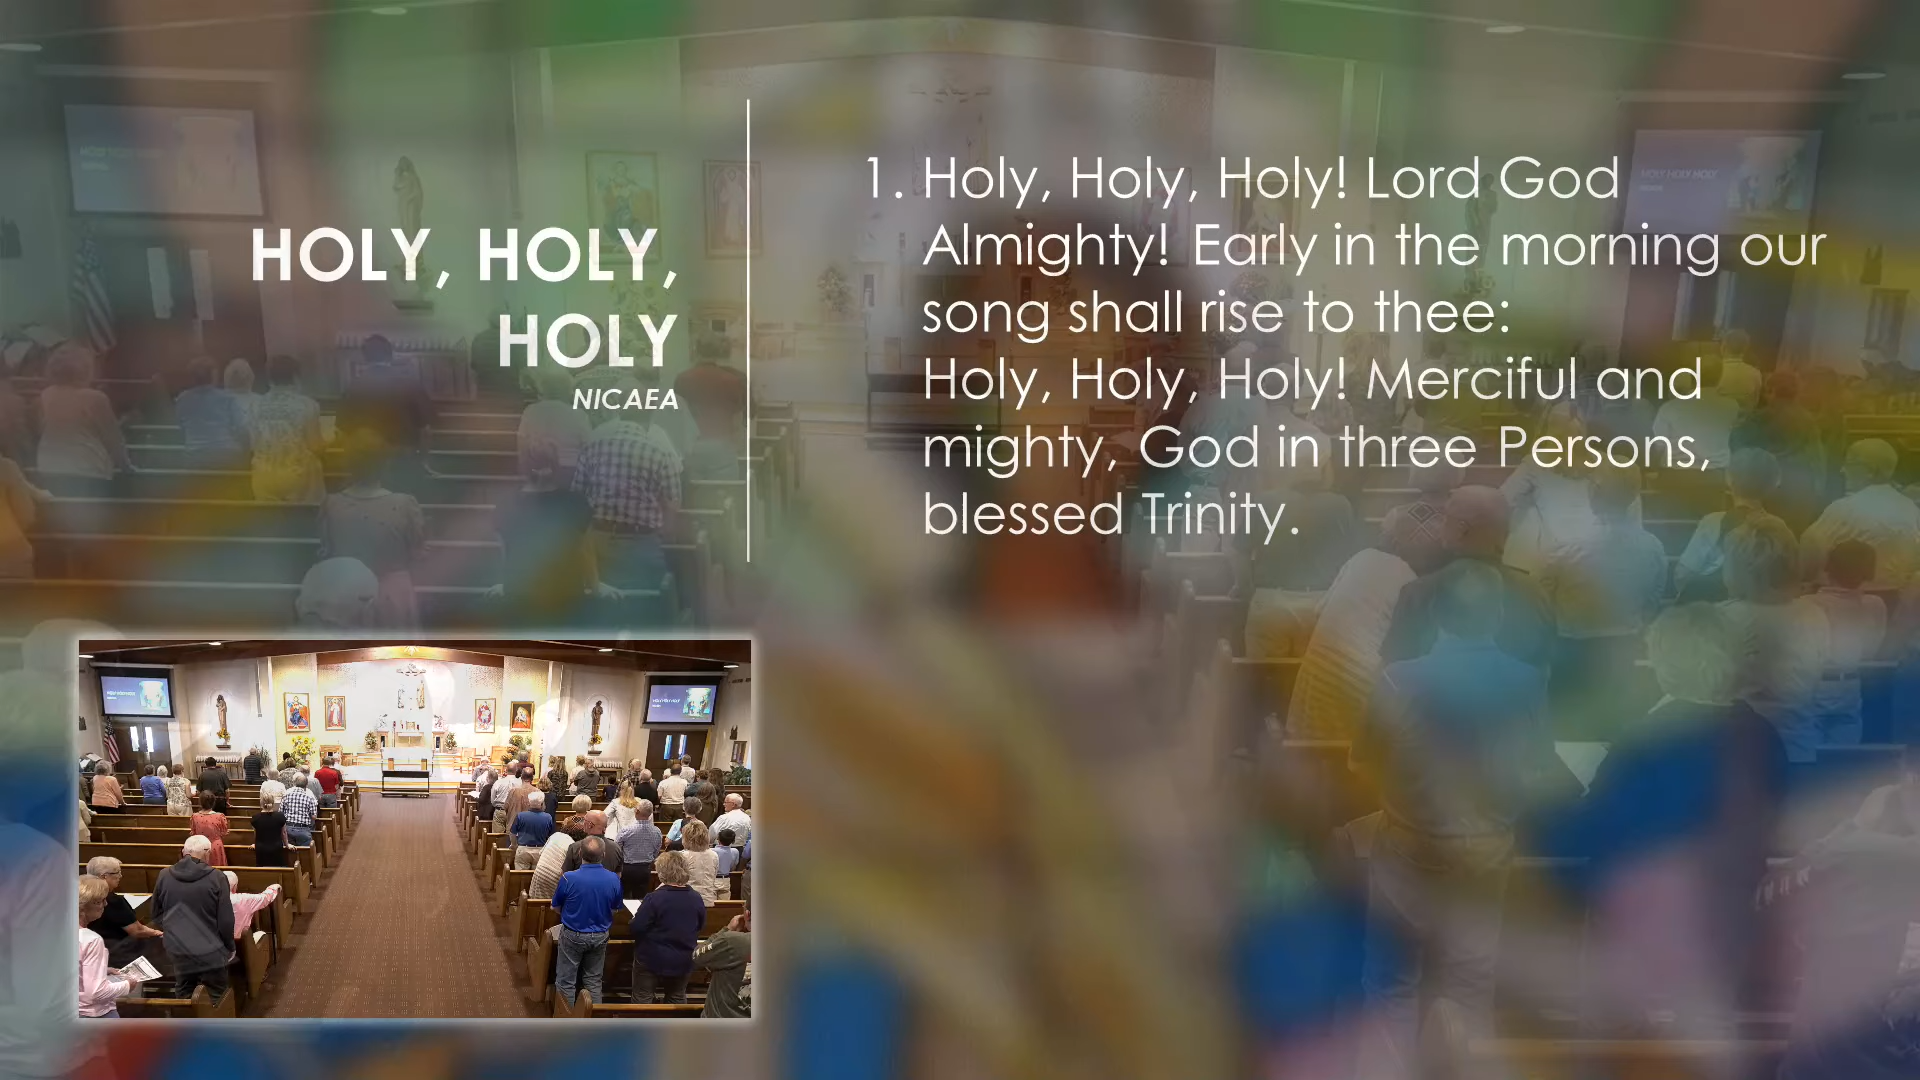 HOLY, HOLY,
HOLY
NICAEA
1. Holy, Holy, Holy! Lord God
Almighty! Early in the morning our
song shall rise to thee:
Holy, Holy, Holy! Merciful and
mighty, God in three Persons,
blessed Trinity.